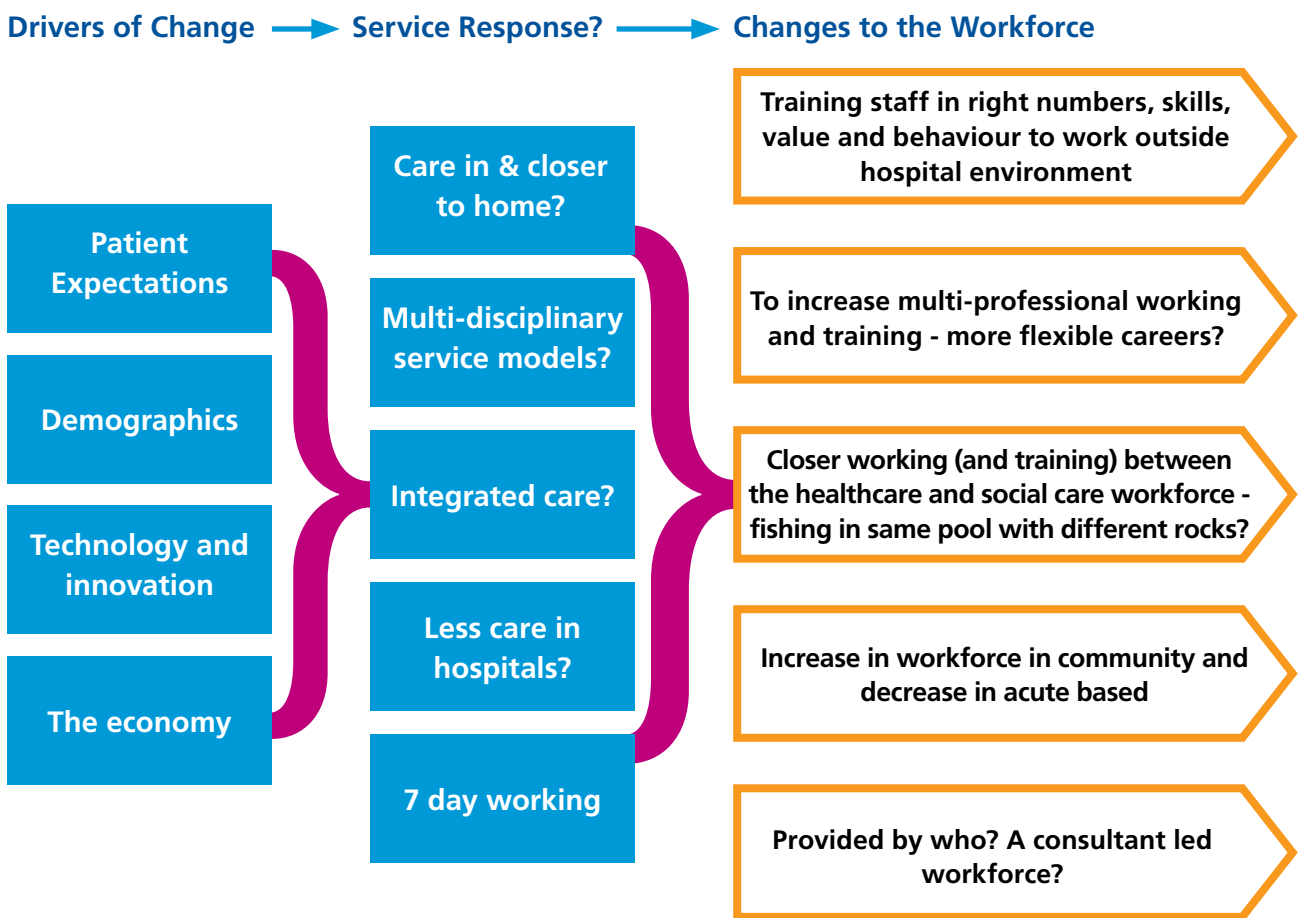 Drivers of Change
Service Response?
Changes to the Workforce
Patient
Expectations
Demographics
Technology and
innovation
The economy
Care in & closer
to home?
Multi-disciplinary
service models?
Integrated care?
Less care in
hospitals?
7 day working
Training staff in right numbers, skills,
value and behaviour to work outside
hospital environment
To increase multi-professional working
and training - more flexible careers?
Closer working (and training) between
the healthcare and social care workforce -
fishing in same pool with different rocks?
Increase in workforce in community and
decrease in acute based
Provided by who? A consultant led
workforce?